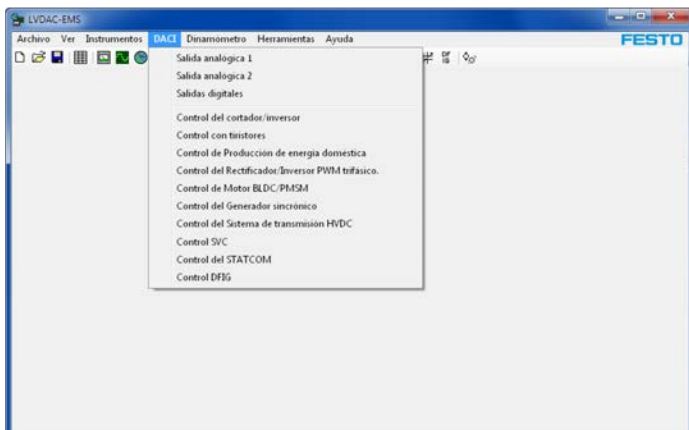 LVDAC-EMS
Archivo Ver Instrumentos DACI Dinamómetro Herramientas Ayuda
FESTO
Salida analógica 1
Salida analógica 2
Salidas digitales
Control del cortador/inversor
Control con tiristores
Control de Producción de energía doméstica
Control del Rectificador/Inversor PWM trifásico.
Control de Motor BLDC/PMSM
Control del Generador sincrónico
Control del Sistema de transmisión HVDC
Control SVC
Control del STATCOM
Control DFIG